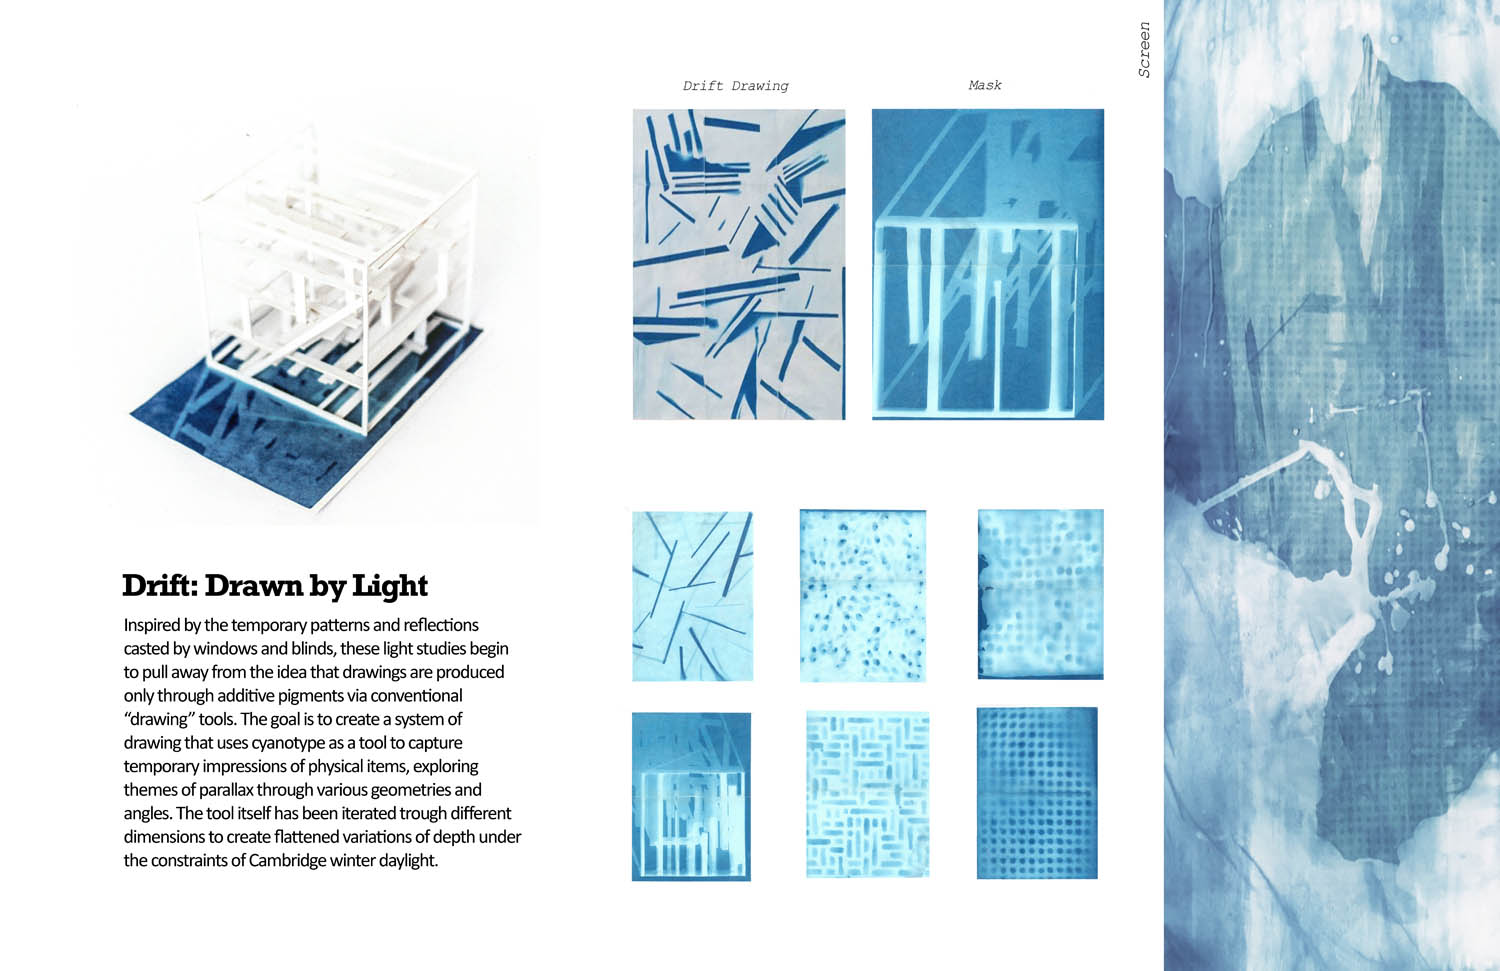 Screen
Drift Drawing
Mask
Drift: Drawn by Light
Inspired by the temporary patterns and reflections
casted by windows and blinds, these light studies begin
to pull away from the idea that drawings are produced
only through additive pigments via conventional
“drawing” tools. The goal is to create a system of
drawing that uses cyanotype as a tool to capture
temporary impressions of physical items, exploring
themes of parallax through various geometries and
angles. The tool itself has been iterated trough different
dimensions to create flattened variations of depth under
the constraints of Cambridge winter daylight.